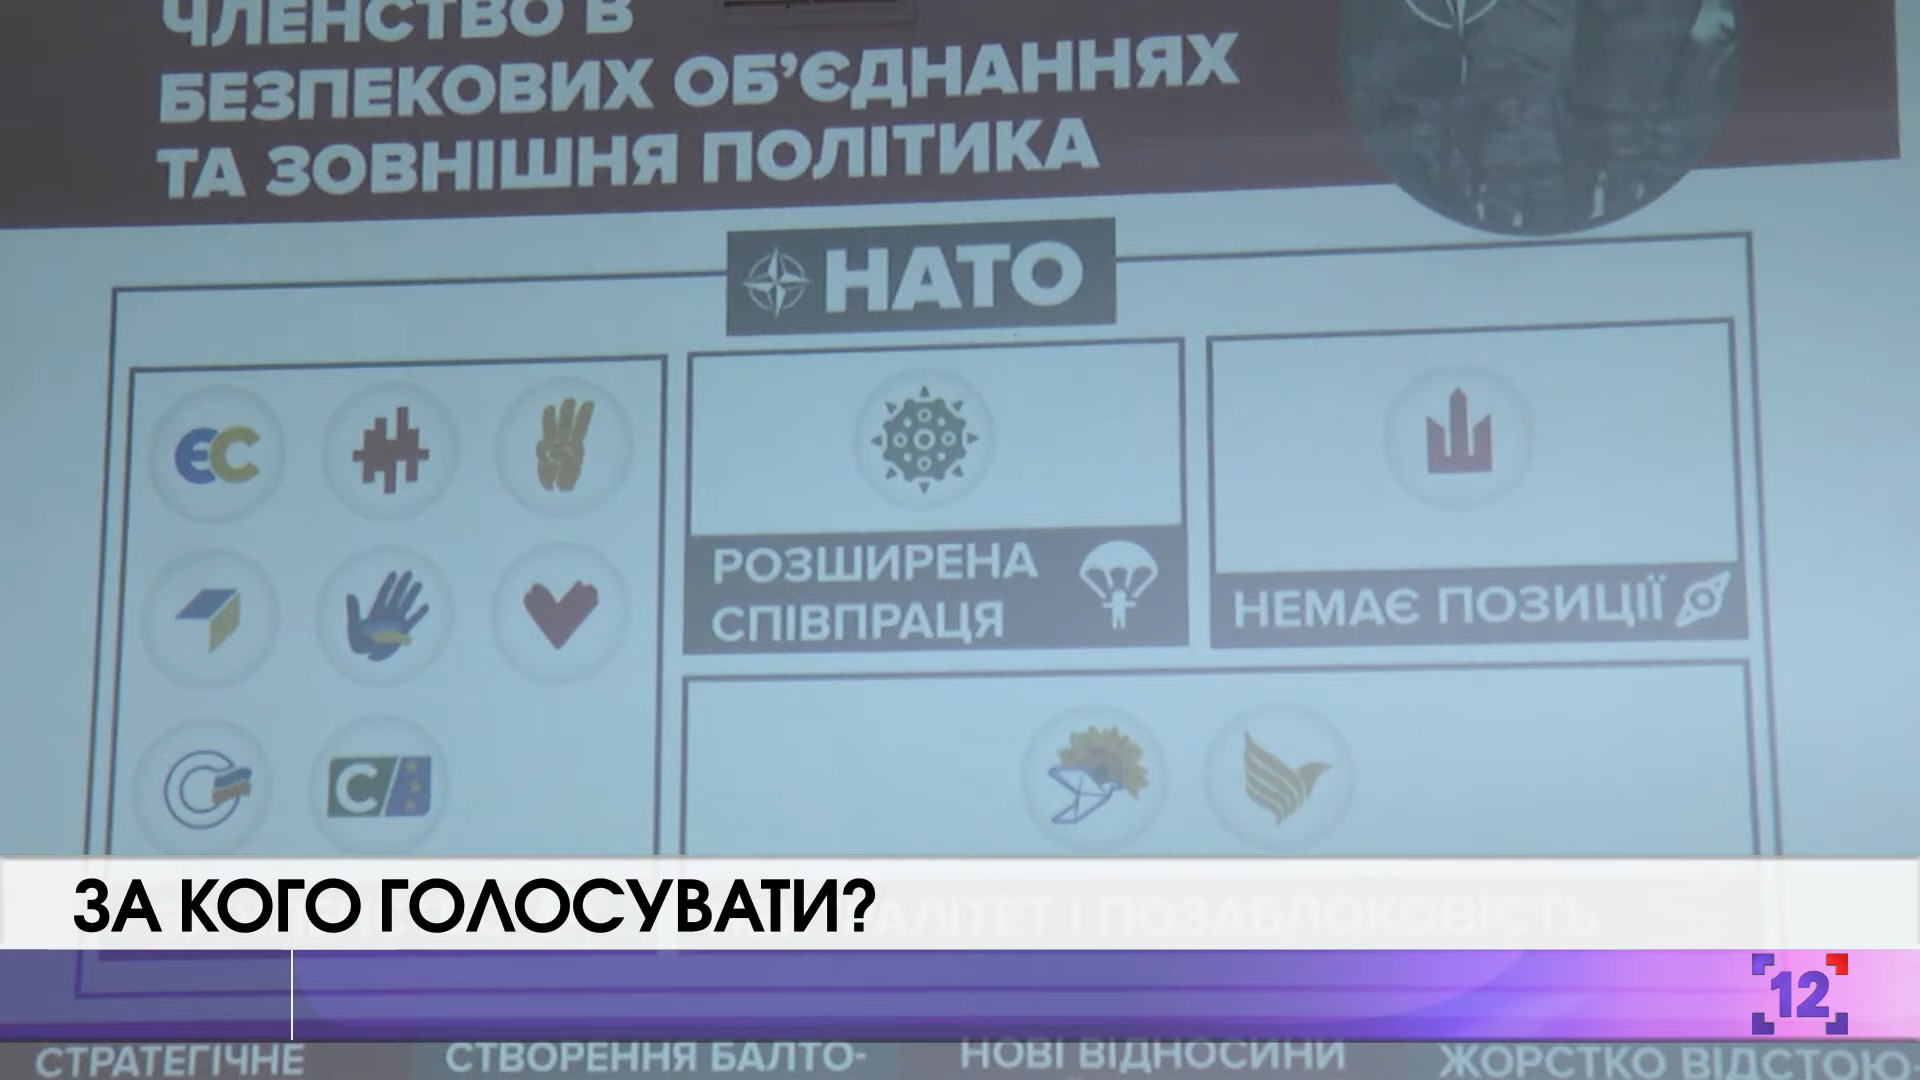 ЧЛЕНСТВО В
БЕЗПЕКОВИХ ОБ’ЄДНАННЯХ
ТА ЗОВНІШНЯ ПОЛІТИКА
НАТО
ЄС
РОЗШИРЕНА
СПІВПРАЦЯ
НЕМАЄ ПОЗИЦІЇ
С
ЗА КОГО ГОЛОСУВАТИ?
І ПОЗАБЛОКОВІСТЬ
12
СТРАТЕГІЧНЕ
СТВОРЕННЯ БАЛТО-
НОВІ ВІДНОСИНИ
ЖОРСТКО ВІДСТОЮ-